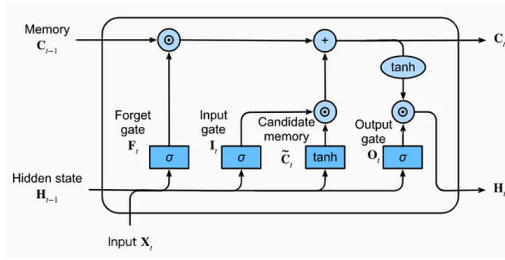 Memory
C_{t-1}
C_t
tanh
Forget
gate
F_t
Input
gate
I_t
Candidate
memory
C̃_t
Output
gate
O_t
σ
σ
tanh
σ
Hidden state
H_{t-1}
H_t
Input X_t